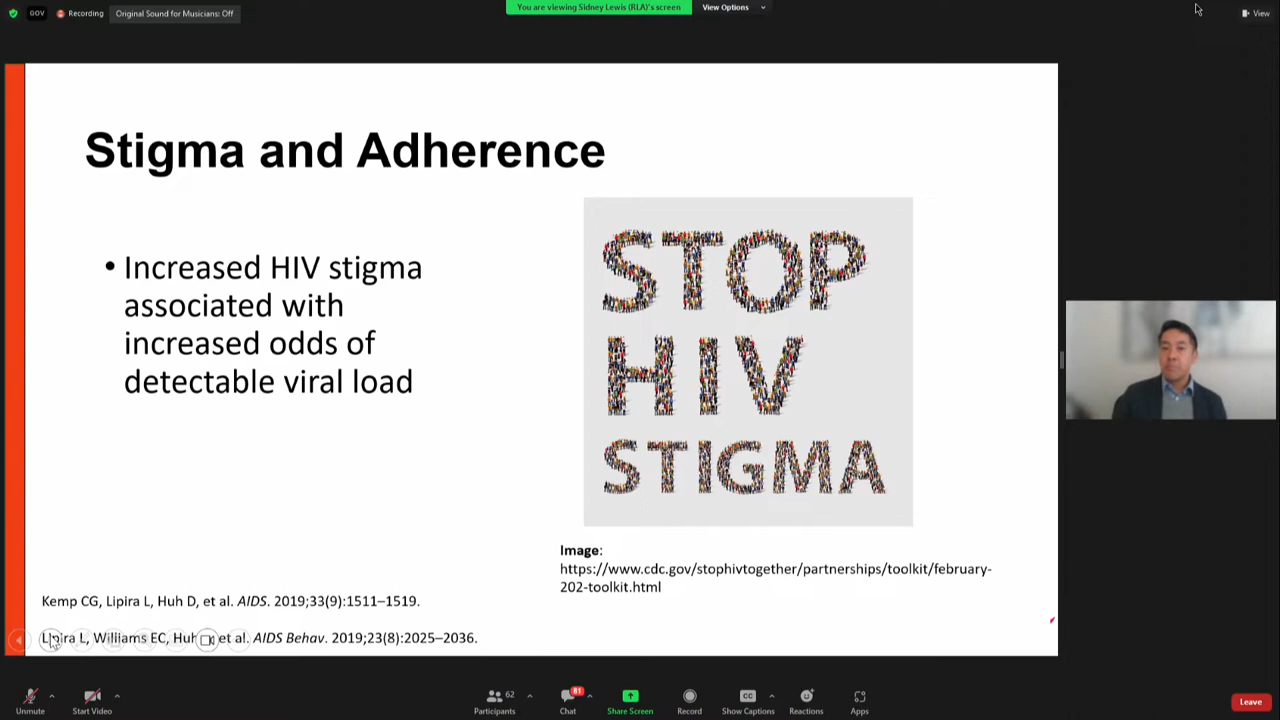 GOV
Recording
Original Sound for Musicians: Off
You are viewing Sidney Lewis (RLA)'s screen
View Options
View
Stigma and Adherence
• Increased HIV stigma
associated with
increased odds of
detectable viral load
STOP
HIV
STIGMA
Image:
https://www.cdc.gov/stophivtogether/partnerships/toolkit/february-
202-toolkit.html
Kemp CG, Lipira L, Huh D, et al. AIDS. 2019;33(9):1511–1519.
Lipira L, Williams EC, Huh et al. AIDS Behav. 2019;23(8):2025–2036.
Unmute
Start Video
Participants
62
Chat
81
Share Screen
Record
CC
Show Captions
Reactions
Apps
Leave